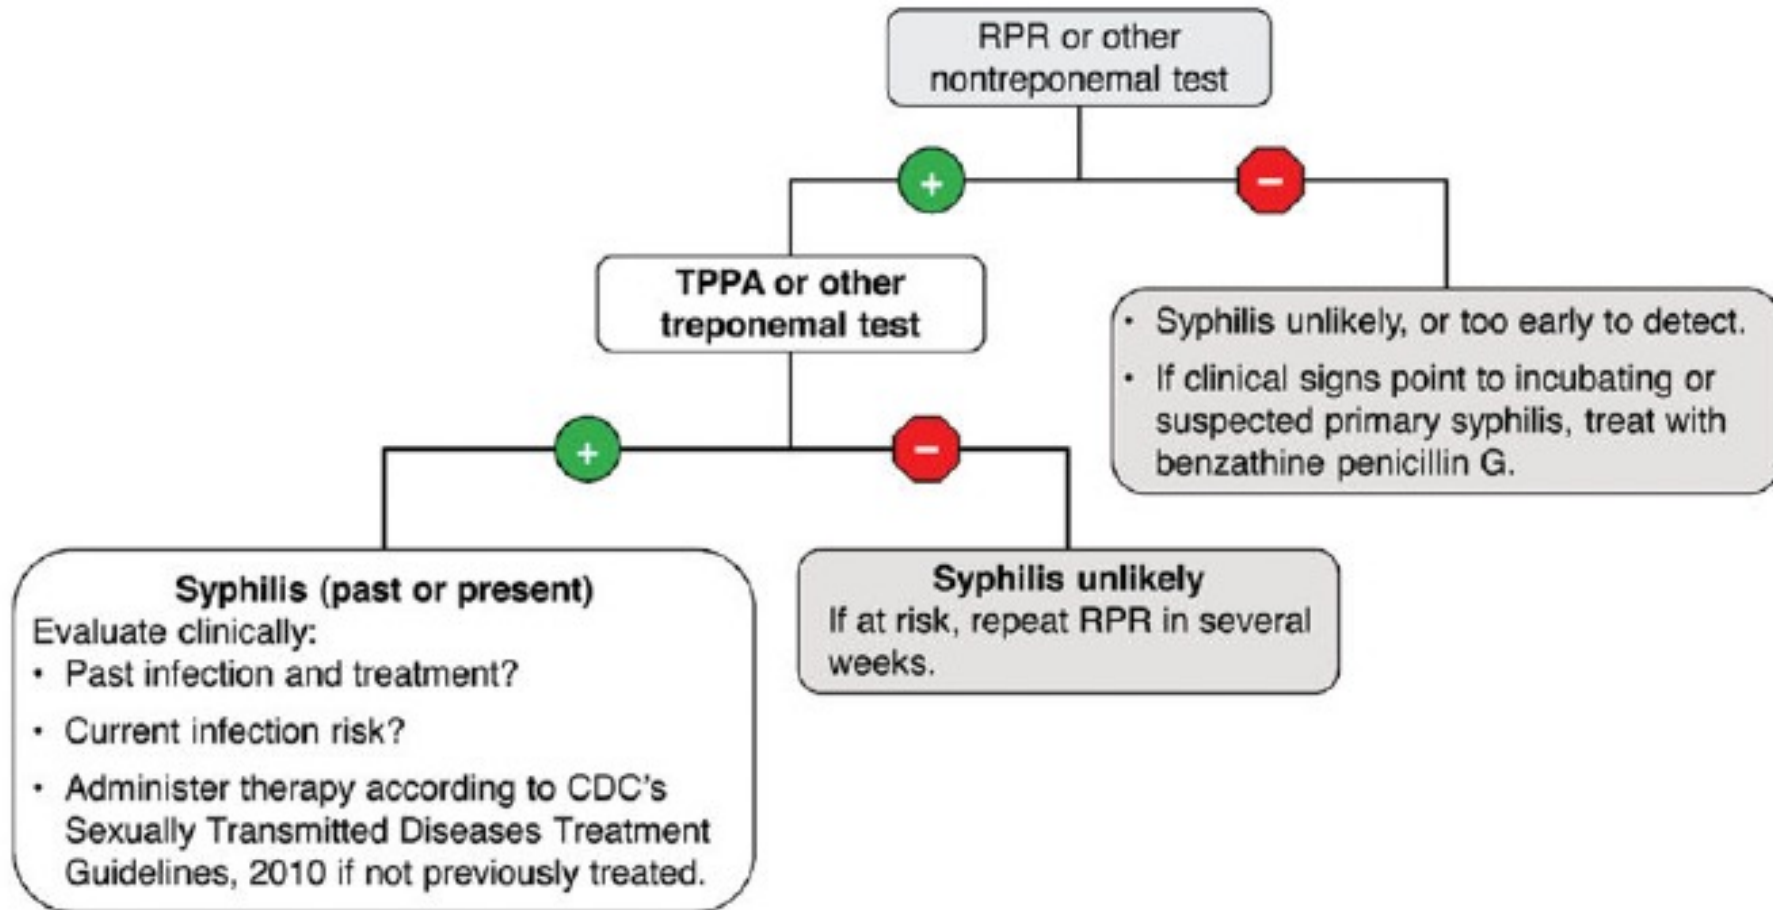 RPR or other
nontreponemal test
+
−
TPPA or other
treponemal test
• Syphilis unlikely, or too early to detect.
• If clinical signs point to incubating or
suspected primary syphilis, treat with
benzathine penicillin G.
+
−
Syphilis (past or present)
Evaluate clinically:
• Past infection and treatment?
• Current infection risk?
• Administer therapy according to CDC's
Sexually Transmitted Diseases Treatment
Guidelines, 2010 if not previously treated.
Syphilis unlikely
If at risk, repeat RPR in several
weeks.